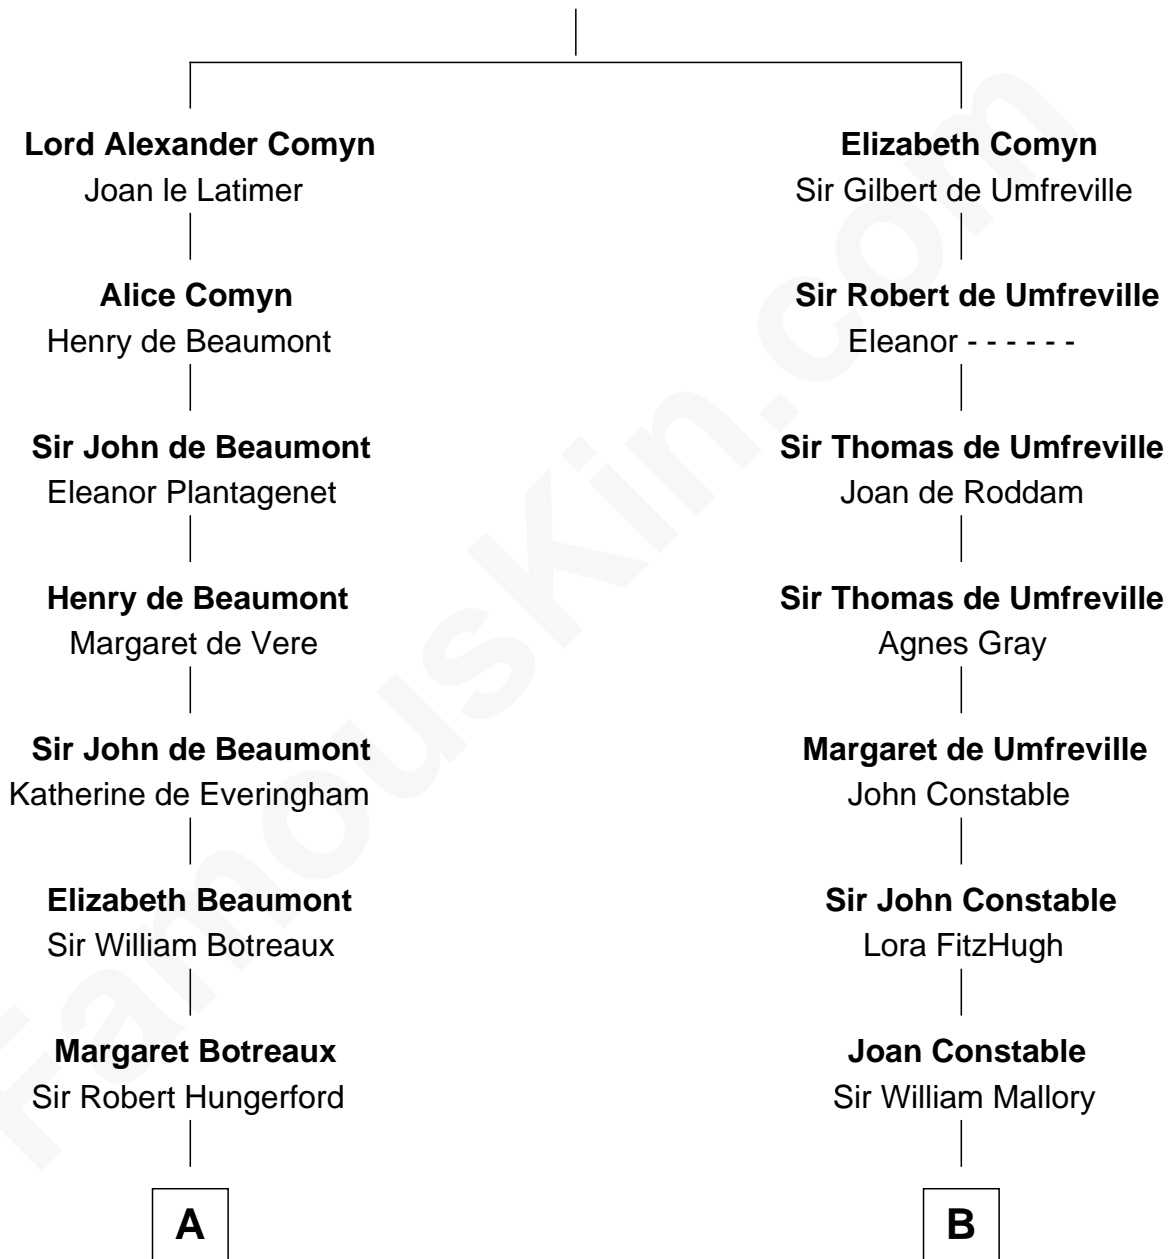 Lord Alexander Comyn
Joan le Latimer
Alice Comyn
Henry de Beaumont
Sir John de Beaumont
Eleanor Plantagenet
Henry de Beaumont
Margaret de Vere
Sir John de Beaumont
Katherine de Everingham
Elizabeth Beaumont
Sir William Botreaux
Margaret Botreaux
Sir Robert Hungerford
A
Elizabeth Comyn
Sir Gilbert de Umfreville
Sir Robert de Umfreville
Eleanor - - - - - -
Sir Thomas de Umfreville
Joan de Roddam
Sir Thomas de Umfreville
Agnes Gray
Margaret de Umfreville
John Constable
Sir John Constable
Lora FitzHugh
Joan Constable
Sir William Mallory
B
FamousKin.com